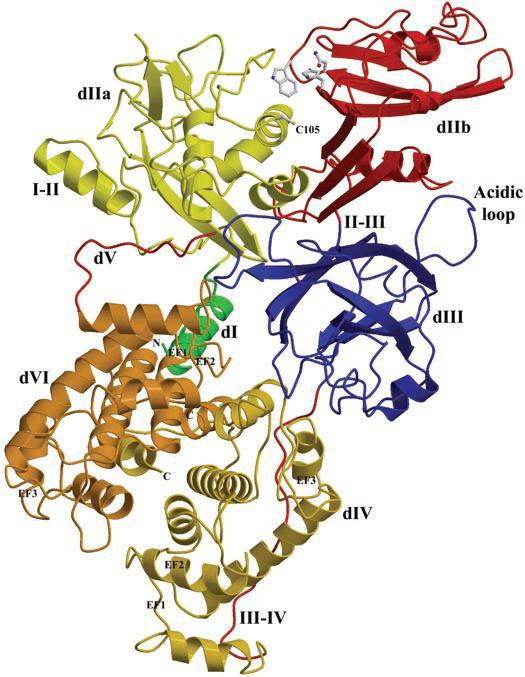 dIIa
dIIb
C105
I-II
Acidic
loop
II-III
dV
dIII
dI
N
EF1
EF2
dVI
C
C
EF3
EF3
dIV
EF2
EF1
III-IV